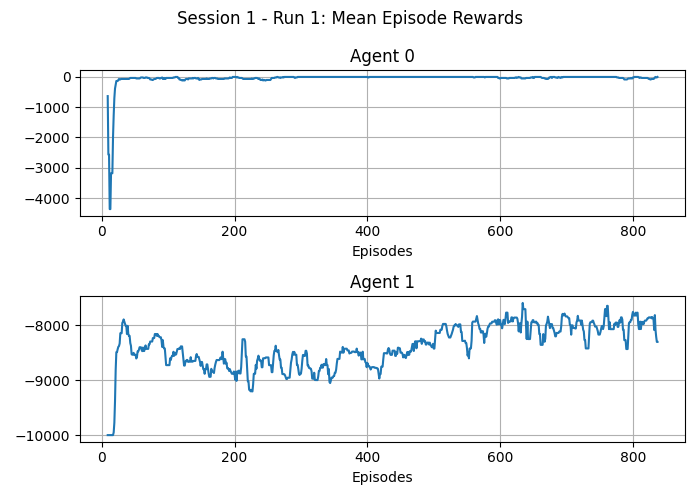 Session 1 - Run 1: Mean Episode Rewards
Agent 0
0
−1000
−2000
−3000
−4000
0 200 400 600 800
Episodes
Agent 1
−8000
−9000
−10000
0 200 400 600 800
Episodes